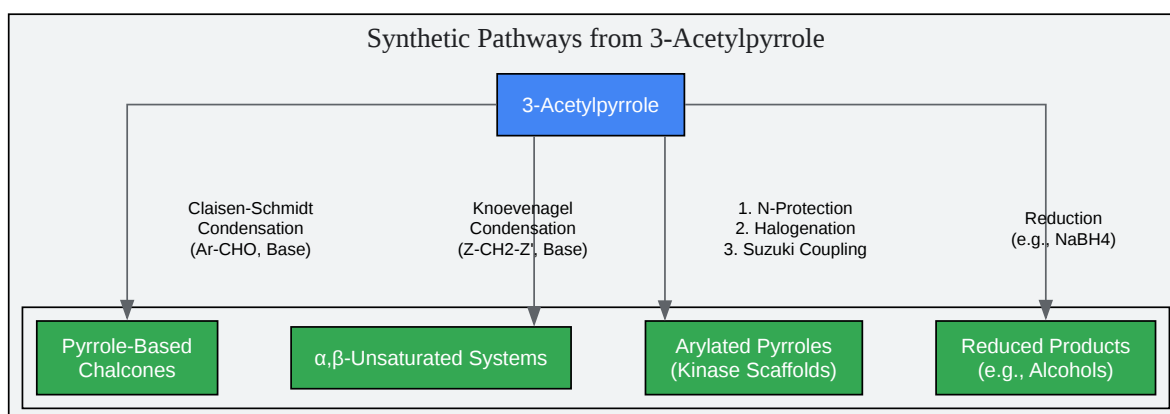 Synthetic Pathways from 3-Acetylpyrrole
3-Acetylpyrrole
Claisen-Schmidt
Condensation
(Ar-CHO, Base)
Knoevenagel
Condensation
(Z-CH2-Z', Base)
1. N-Protection
2. Halogenation
3. Suzuki Coupling
Reduction
(e.g., NaBH4)
Pyrrole-Based
Chalcones
α,β-Unsaturated Systems
Arylated Pyrroles
(Kinase Scaffolds)
Reduced Products
(e.g., Alcohols)